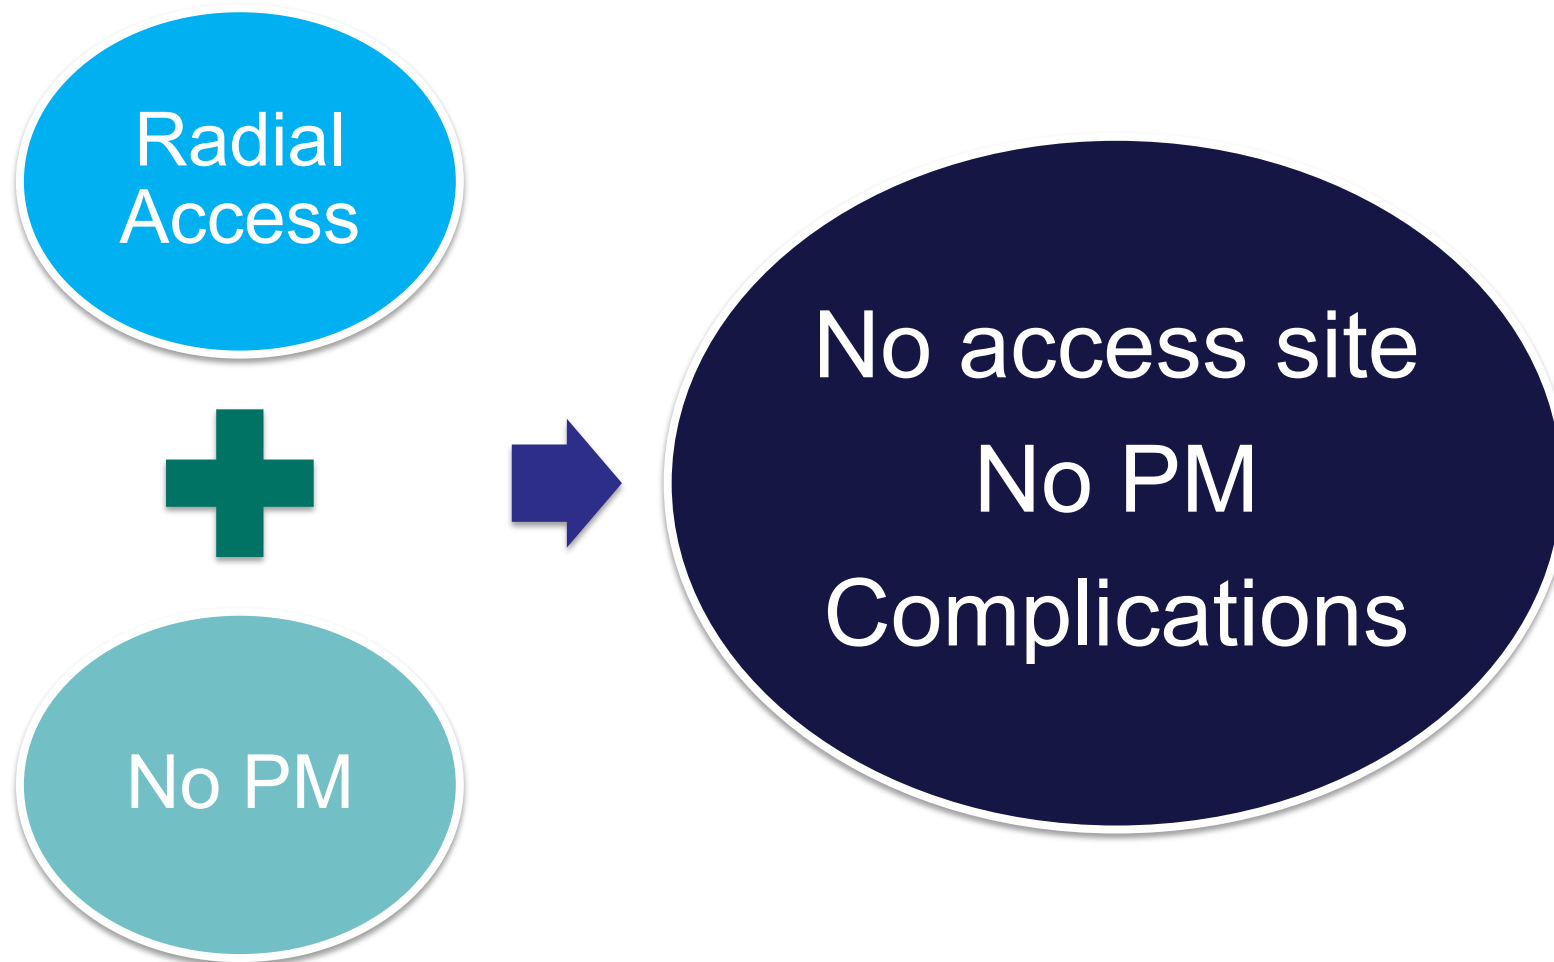 Radial
Access
No PM
No access site
No PM
Complications